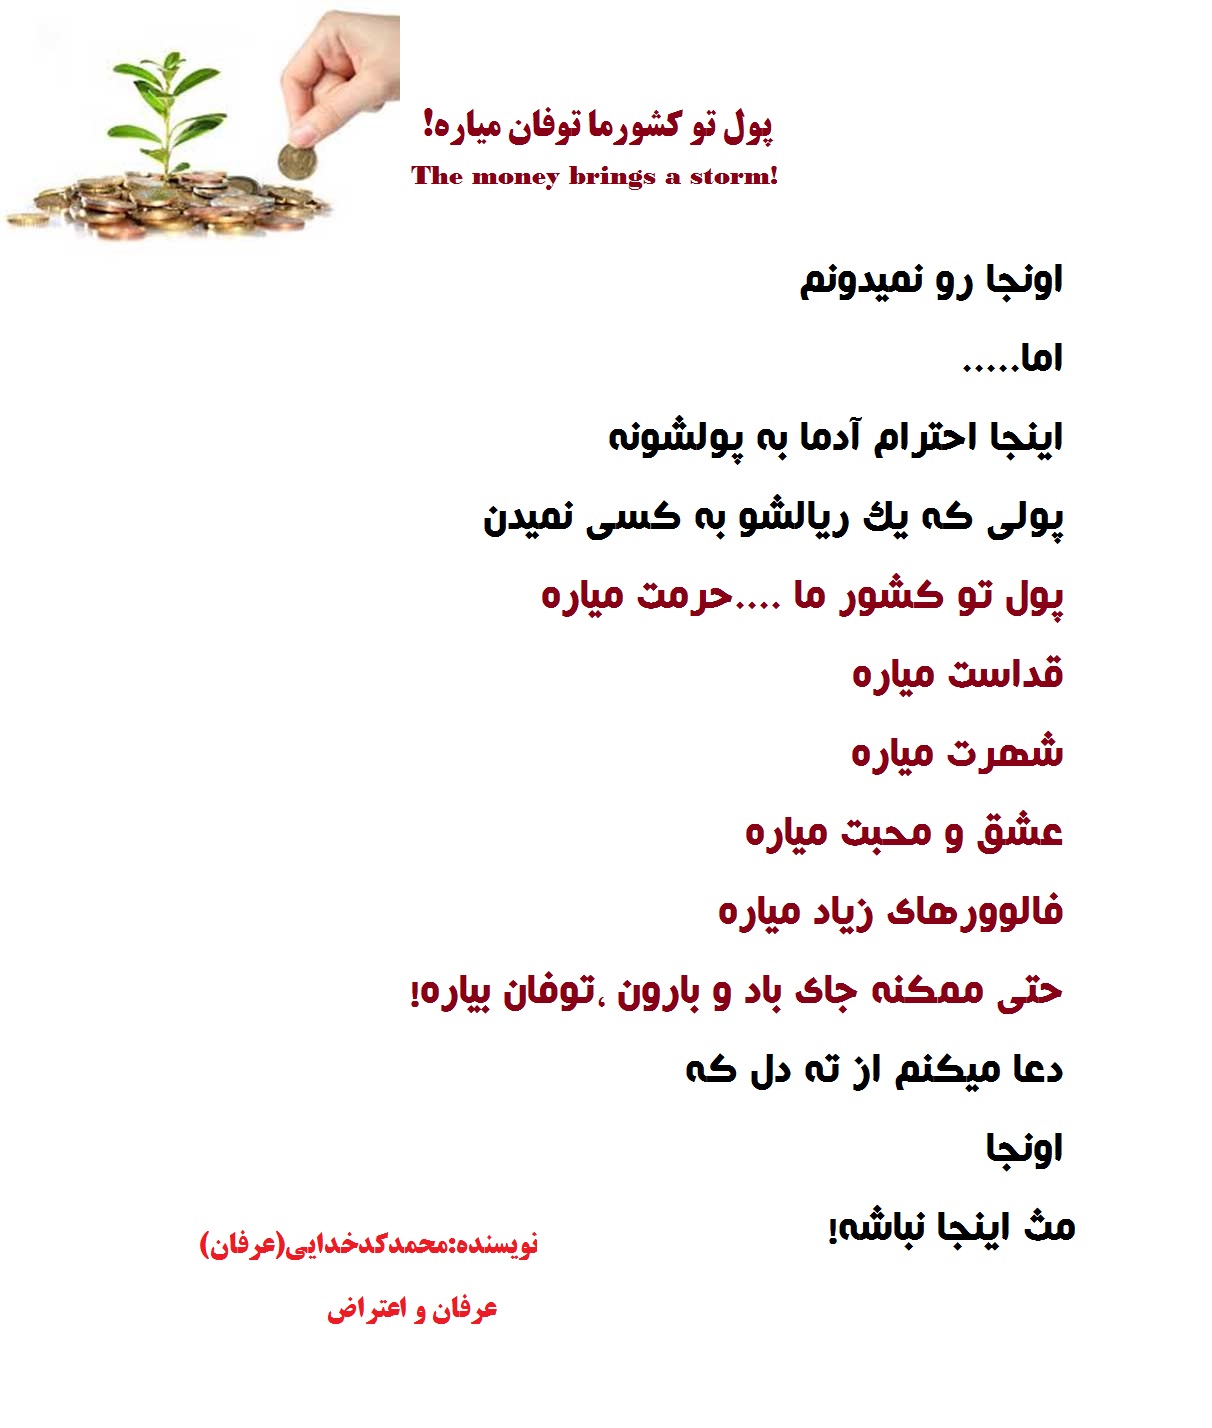 پول تو کشورما توفان میاره!
The money brings a storm!
اونجا رو نمیدونم
اما.....
اینجا احترام آدما به پولشونه
پولی که یك ریالشو به کسی نمیدن
پول تو کشور ما ....حرمت میاره
قداست میاره
شهرت میاره
عشق و محبت میاره
فالوورهای زیاد میاره
حتی ممکنه جای باد و بارون ،توفان بیاره!
دعا میکنم از ته دل که
اونجا
مث اینجا نباشه!
نویسنده:محمدکدخدایی(عرفان)
عرفان و اعتراض